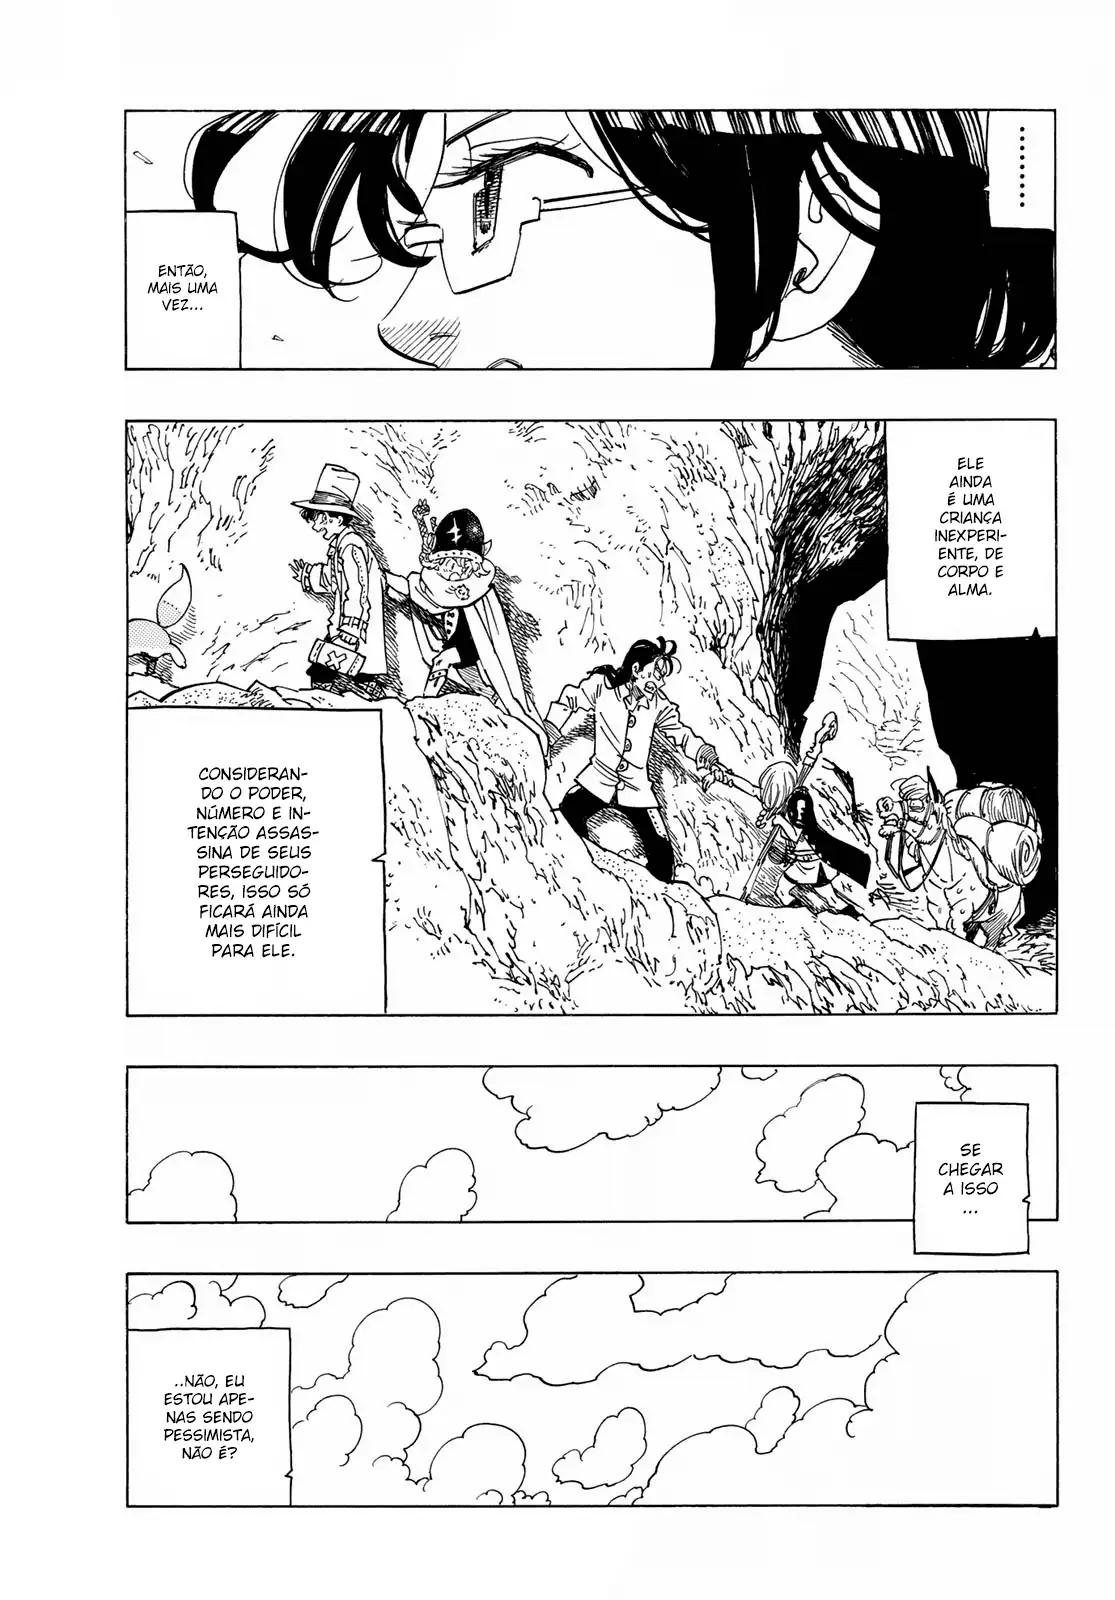 .........
ENTÃO,
MAIS UMA
VEZ...
ELE
AINDA
É UMA
CRIANÇA
INEXPERI-
ENTE, DE
CORPO E
ALMA.
CONSIDERAN-
DO O PODER,
NÚMERO E IN-
TENÇÃO ASSAS-
SINA DE SEUS
PERSEGUIDO-
RES, ISSO SÓ
FICARÁ AINDA
MAIS DIFÍCIL
PARA ELE.
SE
CHEGAR
A ISSO
...
..NÃO, EU
ESTOU APE-
NAS SENDO
PESSIMISTA,
NÃO É?